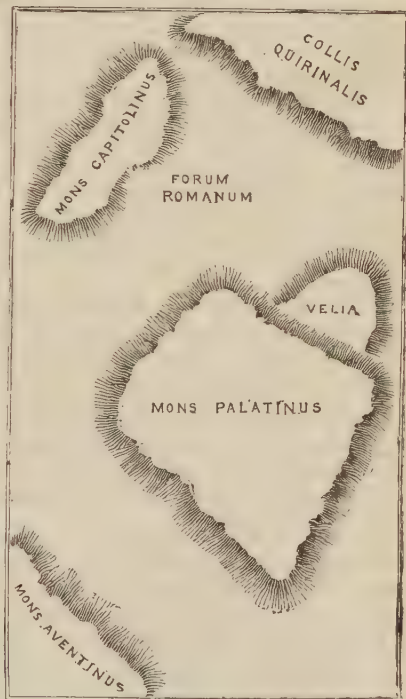 COLLIS
QUIRINALIS
MONS CAPITOLINUS
FORUM
ROMANUM
VELIA
MONS PALATINUS
MONS AVENTINUS